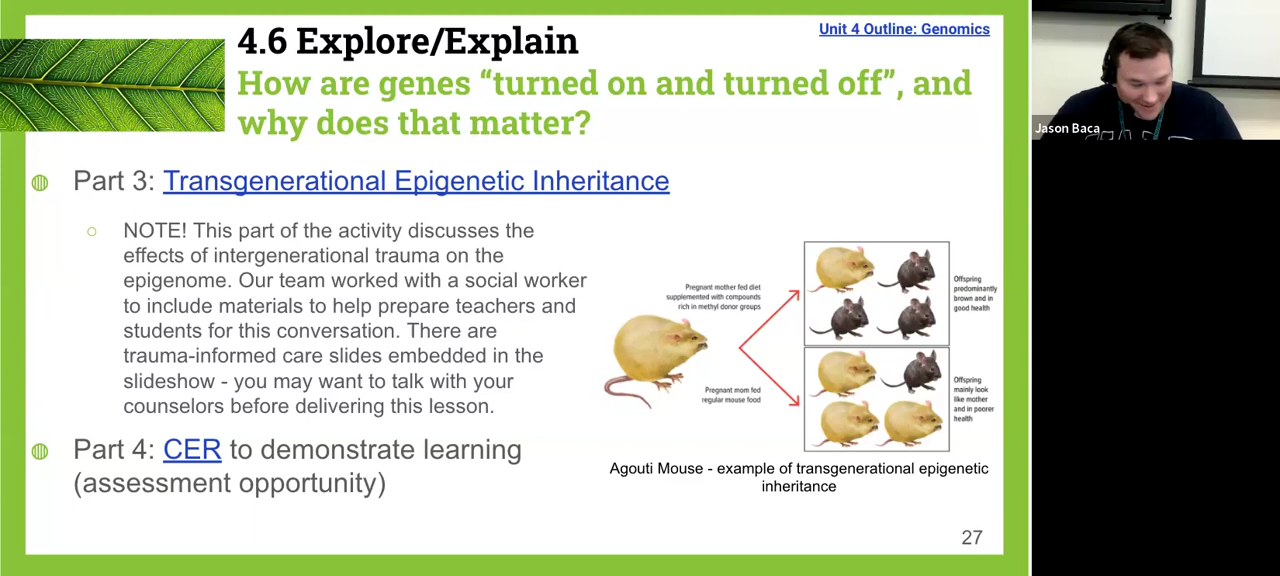 4.6 Explore/Explain
Unit 4 Outline: Genomics
How are genes “turned on and turned off”, and
why does that matter?
Part 3: Transgenerational Epigenetic Inheritance
NOTE! This part of the activity discusses the
effects of intergenerational trauma on the
epigenome. Our team worked with a social worker
to include materials to help prepare teachers and
students for this conversation. There are
trauma-informed care slides embedded in the
slideshow - you may want to talk with your
counselors before delivering this lesson.
Part 4: CER to demonstrate learning
(assessment opportunity)
Pregnant mother fed diet
supplemented with compounds
rich in methyl donor groups
Pregnant mom fed
regular mouse food
Offspring
predominantly
brown and in
good health
Offspring
mainly look
like mother
and in poorer
health
Agouti Mouse - example of transgenerational epigenetic
inheritance
27
Jason Baca